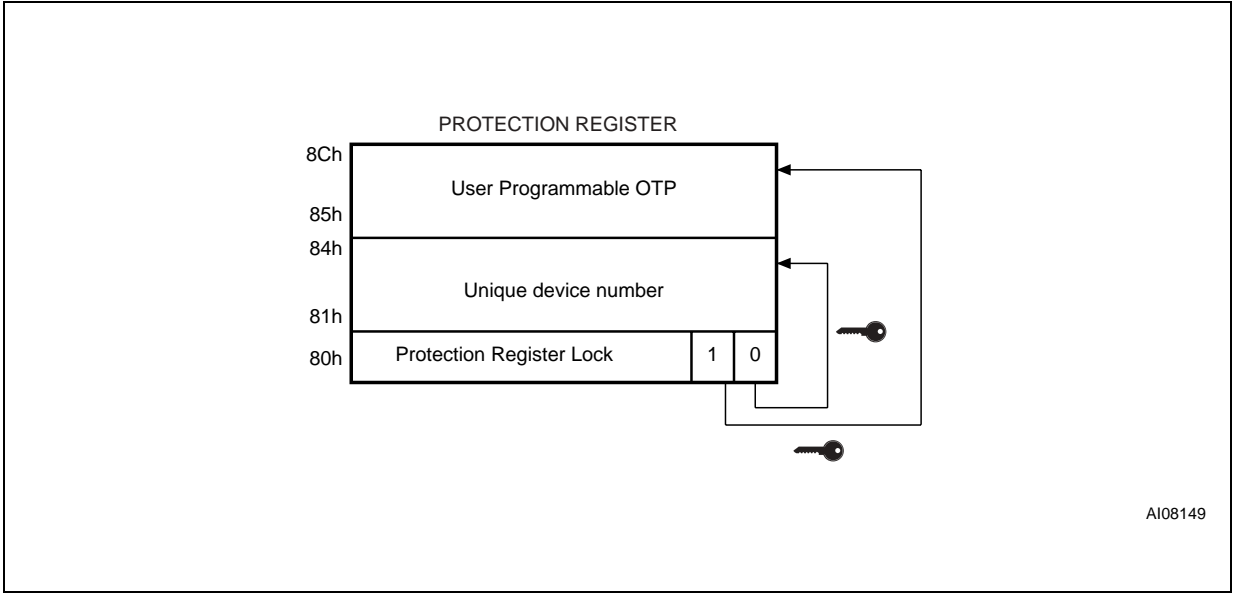 PROTECTION REGISTER
8Ch
User Programmable OTP
85h
84h
Unique device number
81h
80h Protection Register Lock 1 0
AI08149